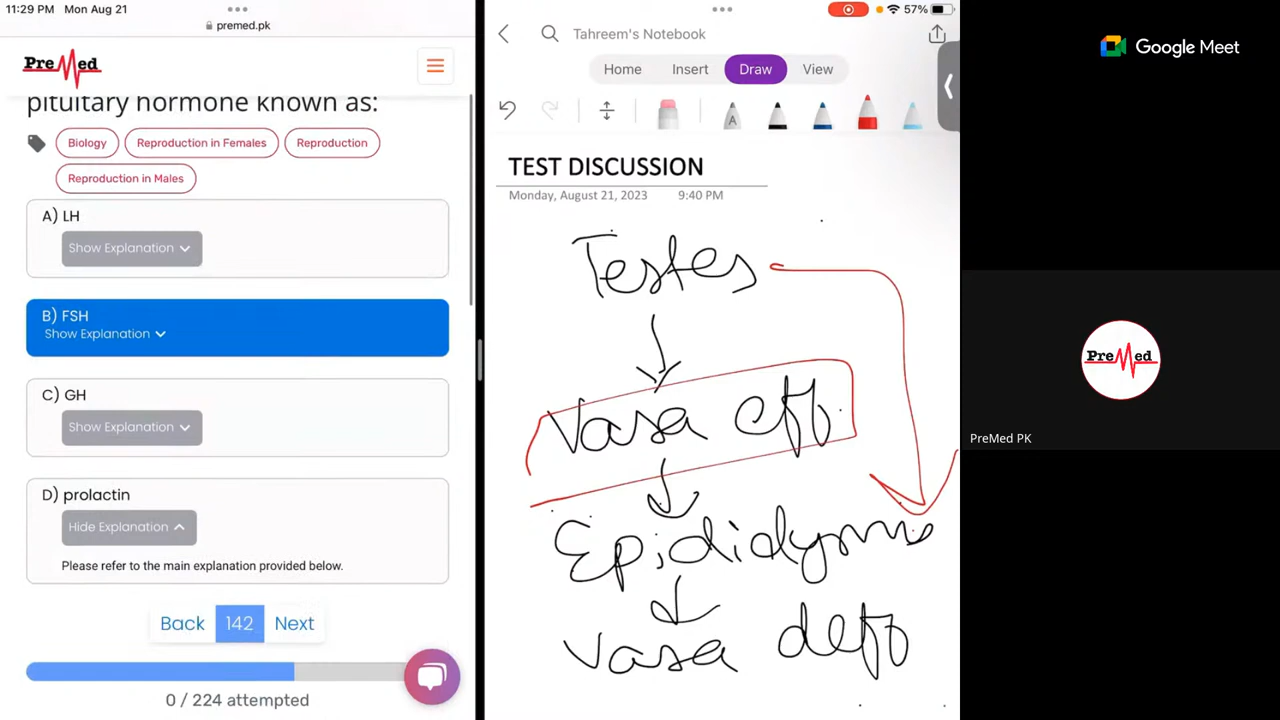 11:29 PM Mon Aug 21
premed.pk
PreMed
pituitary hormone known as:
Biology
Reproduction in Females
Reproduction
Reproduction in Males
A) LH
Show Explanation
B) FSH
Show Explanation
C) GH
Show Explanation
D) prolactin
Hide Explanation
Please refer to the main explanation provided below.
Back 142 Next
0 / 224 attempted
57%
Tahreem's Notebook
Home Insert Draw View
A
TEST DISCUSSION
Monday, August 21, 2023 9:40 PM
Testes
Vasa eff.
Epididymus
Vasa deff
Google Meet
PreMed
PreMed PK